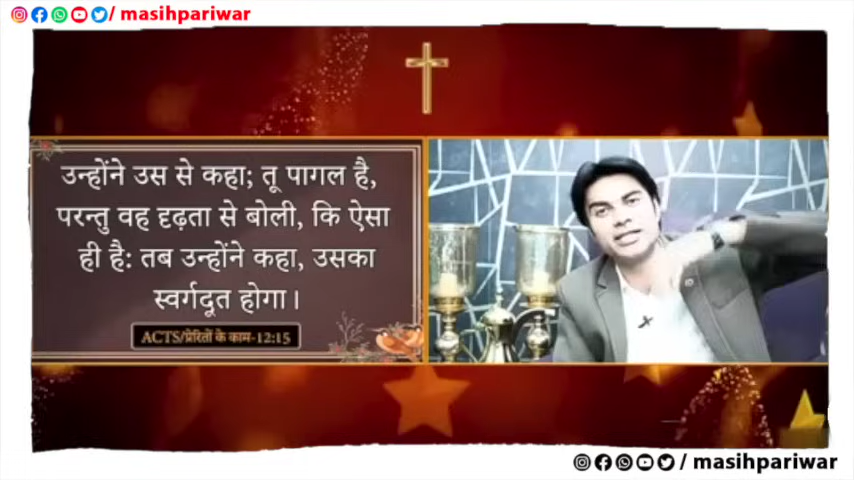 / masihpariwar
उन्होंने उस से कहा; तू पागल है,
परन्तु वह दृढ़ता से बोली, कि ऐसा
ही है: तब उन्होंने कहा, उसका
स्वर्गदूत होगा।
ACTS/प्रेरितों के काम-12:15
/ masihpariwar